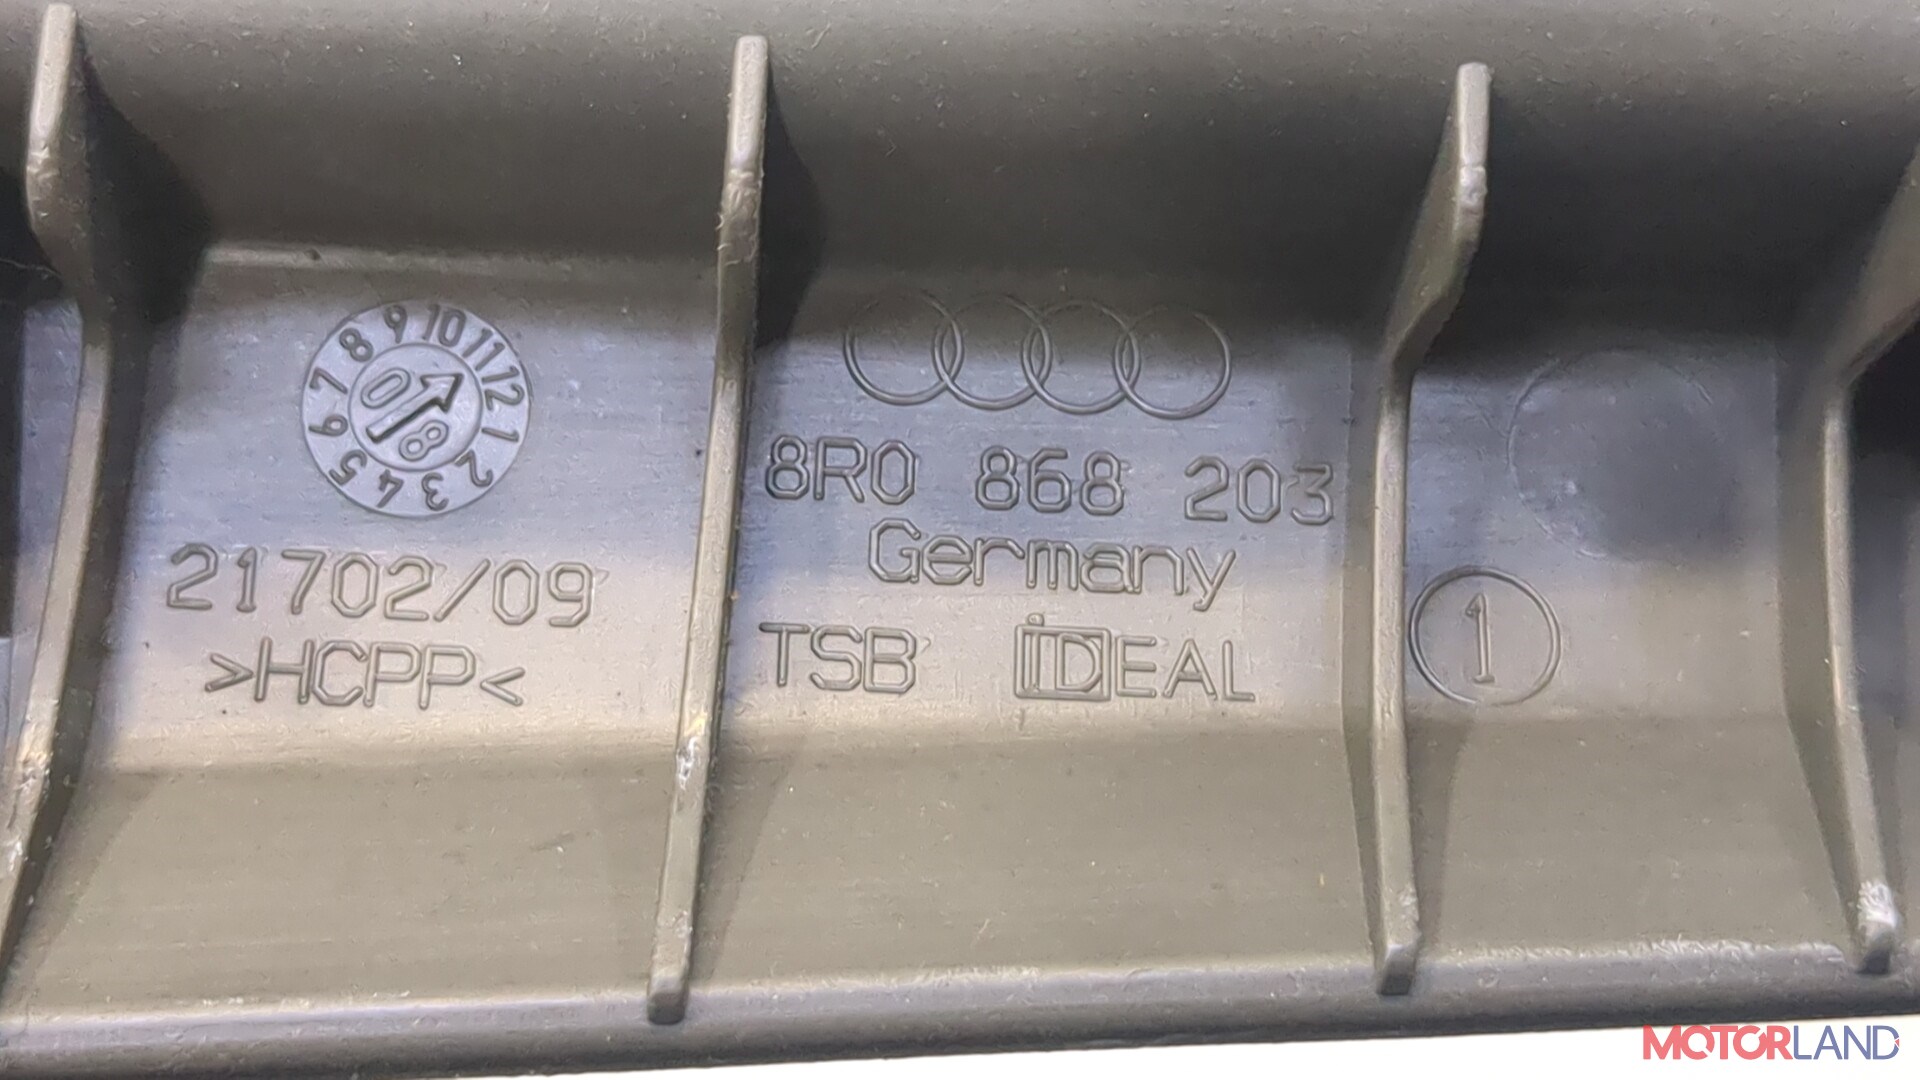 9 10 11 12 1 2 3 4 5 6 7 8
0 8
21702/09
>HCPP<
8R0 868 203
Germany
TSB iDEAL
1
MOTORLAND